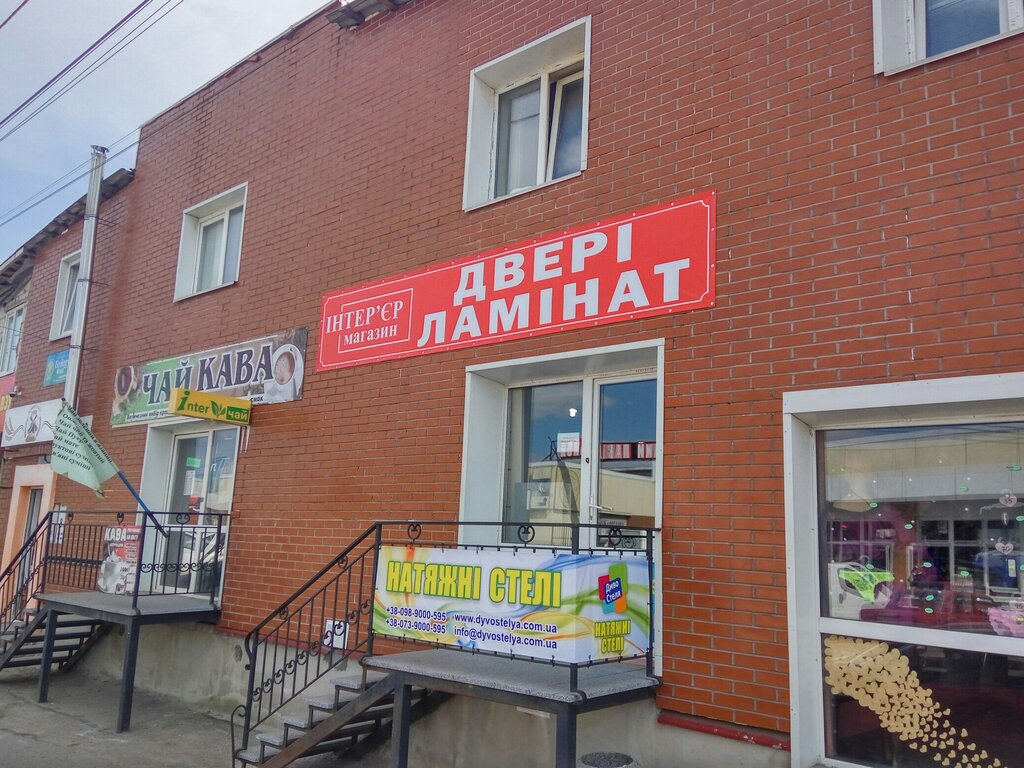 ІНТЕР'ЄР
магазин
ДВЕРІ
ЛАМІНАТ
ЧАЙ КАВА
inter чай
КАВА
НАТЯЖНІ СТЕЛІ
+38-098-9000-595
+38-073-9000-595
www.dyvostelya.com.ua
info@dyvostelya.com.ua
Диво
Стеля
НАТЯЖНІ
СТЕЛІ